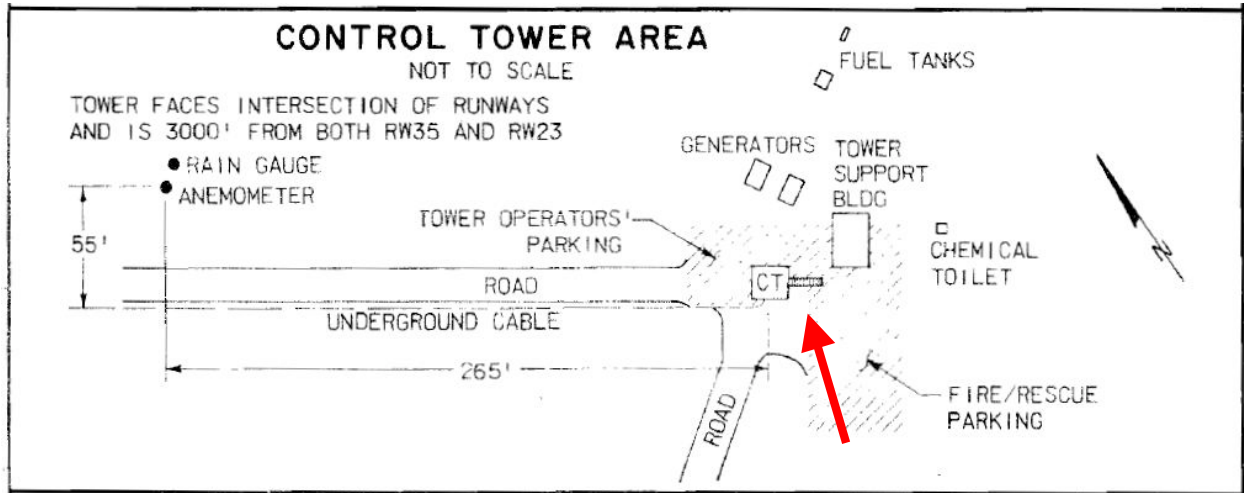 CONTROL TOWER AREA
NOT TO SCALE
TOWER FACES INTERSECTION OF RUNWAYS
AND IS 3000' FROM BOTH RW35 AND RW23
RAIN GAUGE
ANEMOMETER
55'
FUEL TANKS
GENERATORS
TOWER
SUPPORT
BLDG
TOWER OPERATORS'
PARKING
CHEMICAL
TOILET
N
CT
ROAD
UNDERGROUND CABLE
265'
ROAD
FIRE/RESCUE
PARKING